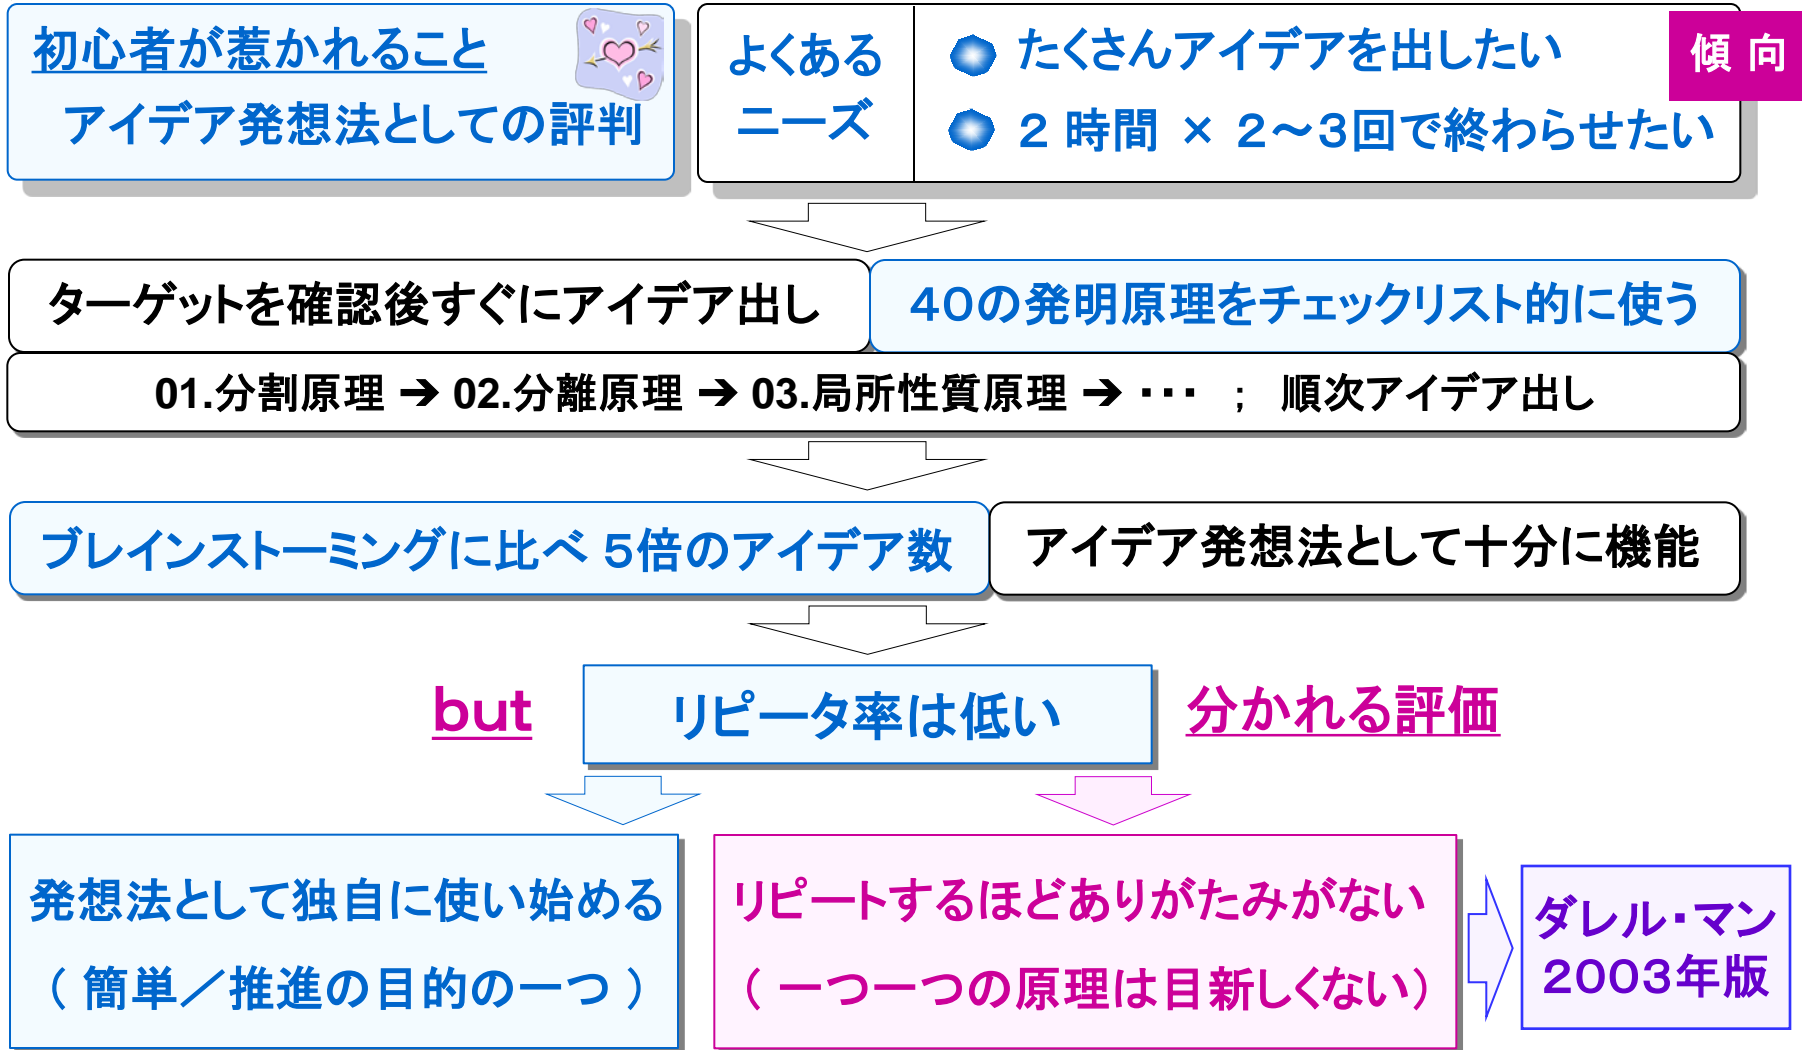 初心者が惹かれること
アイデア発想法としての評判
よくある
ニーズ
たくさんアイデアを出したい
２時間 × ２～３回で終わらせたい
傾 向
ターゲットを確認後すぐにアイデア出し
４０の発明原理をチェックリスト的に使う
01.分割原理 ➔ 02.分離原理 ➔ 03.局所性質原理 ➔ ･･･ ； 順次アイデア出し
ブレインストーミングに比べ ５倍のアイデア数
アイデア発想法として十分に機能
but
リピータ率は低い
分かれる評価
発想法として独自に使い始める
（ 簡単／推進の目的の一つ ）
リピートするほどありがたみがない
（ 一つ一つの原理は目新しくない）
ダレル･マン
２００３年版